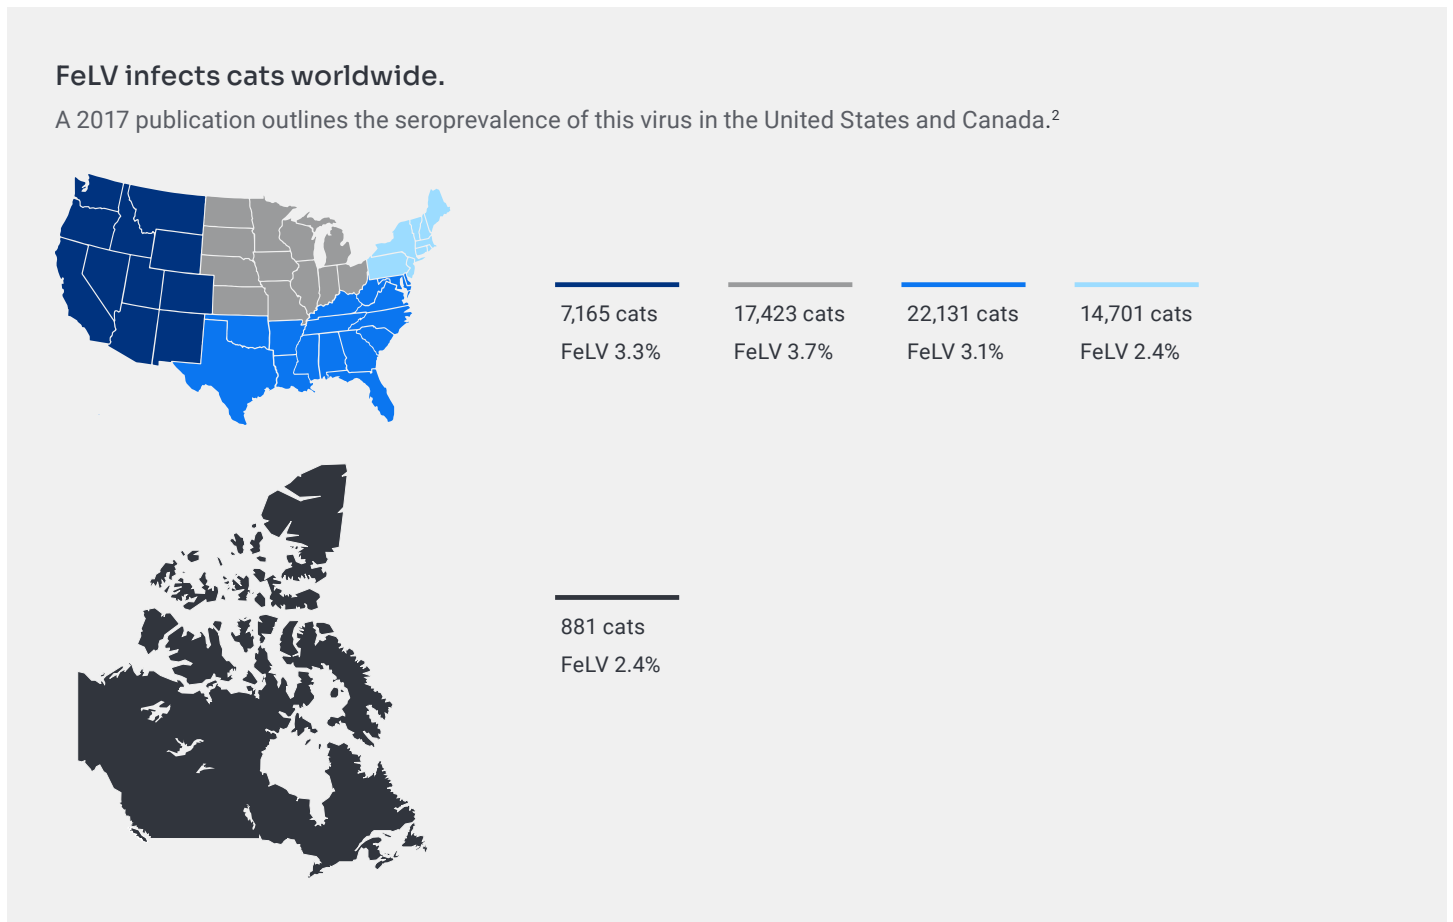 FeLV infects cats worldwide.
A 2017 publication outlines the seroprevalence of this virus in the United States and Canada.²
7,165 cats
FeLV 3.3%
17,423 cats
FeLV 3.7%
22,131 cats
FeLV 3.1%
14,701 cats
FeLV 2.4%
881 cats
FeLV 2.4%